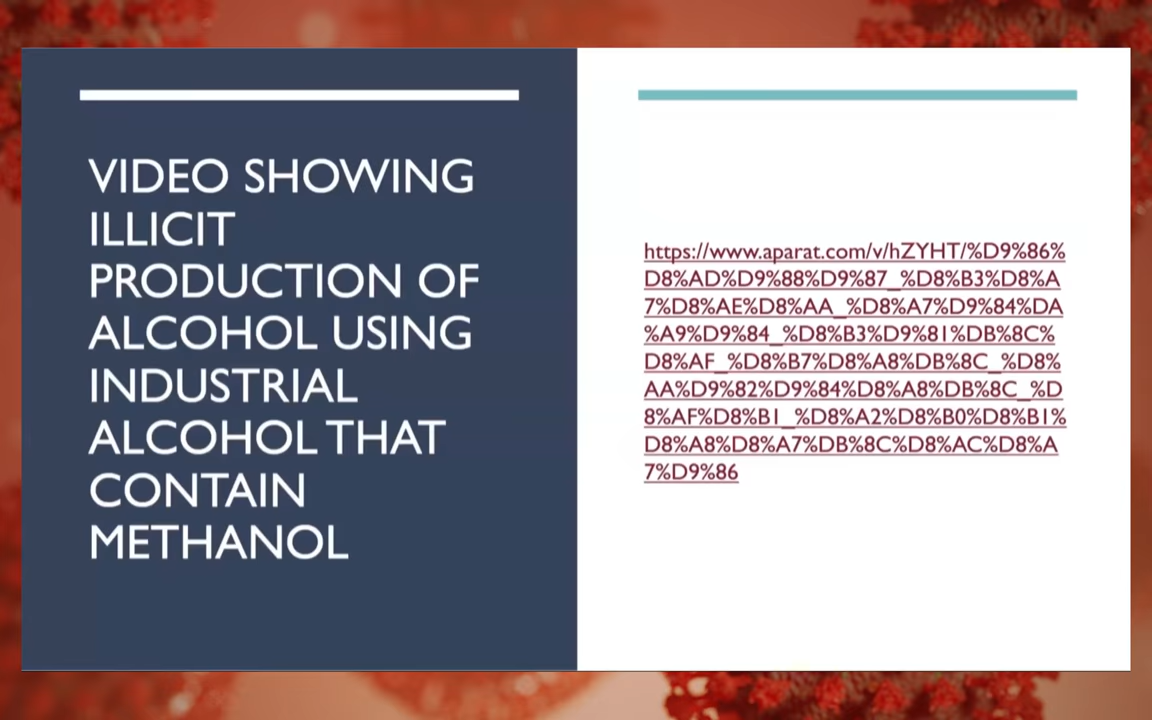 VIDEO SHOWING
ILLICIT
PRODUCTION OF
ALCOHOL USING
INDUSTRIAL
ALCOHOL THAT
CONTAIN
METHANOL
https://www.aparat.com/v/hZYHT/%D9%86%
D8%AD%D9%88%D9%87_%D8%B3%D8%A
7%D8%AE%D8%AA_%D8%A7%D9%84%DA
%A9%D9%84_%D8%B3%D9%81%DB%8C%
D8%AF_%D8%B7%D8%A8%DB%8C_%D8%
AA%D9%82%D9%84%D8%A8%DB%8C_%D
8%AF%D8%B1_%D8%A2%D8%B0%D8%B1%
D8%A8%D8%A7%DB%8C%D8%AC%D8%A
7%D9%86